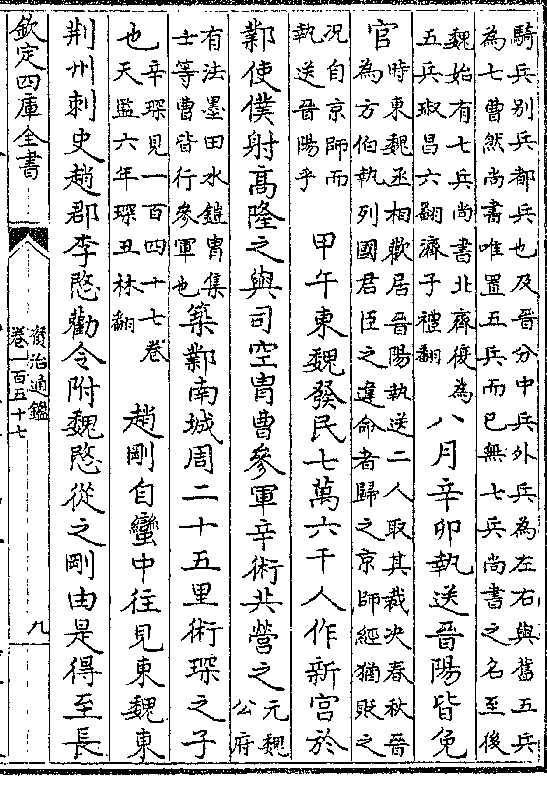 騎兵别兵都兵也及晉分中兵外兵為左右與舊五兵
為七曹然尚書唯置五兵而已無七兵尚書之名至後
魏始有七兵尚書北齊復為
五兵琡昌六翻濟子禮翻
八月辛卯執送晉陽皆免
官
時東魏丞相歡居晉陽執送二人取其裁决春秋晉
為方伯執列國君臣之違命者歸之京師經猶貶之
况自京師而
執送晉陽乎
甲午東魏發民七萬六千人作新宮於
鄴使僕射髙隆之與司空胄曹參軍辛術共營之
元魏
公府
有法墨田水鎧胄集
士等曹皆行參軍也
築鄴南城周二十五里術琛之子
也
辛琛見一百四十七卷
天監六年琛丑林翻
趙剛自蠻中往見東魏東
荆州刺史趙郡李愍勸令附魏愍從之剛由是得至長
欽定四庫全書
資治通鑑
卷一百五十七
九